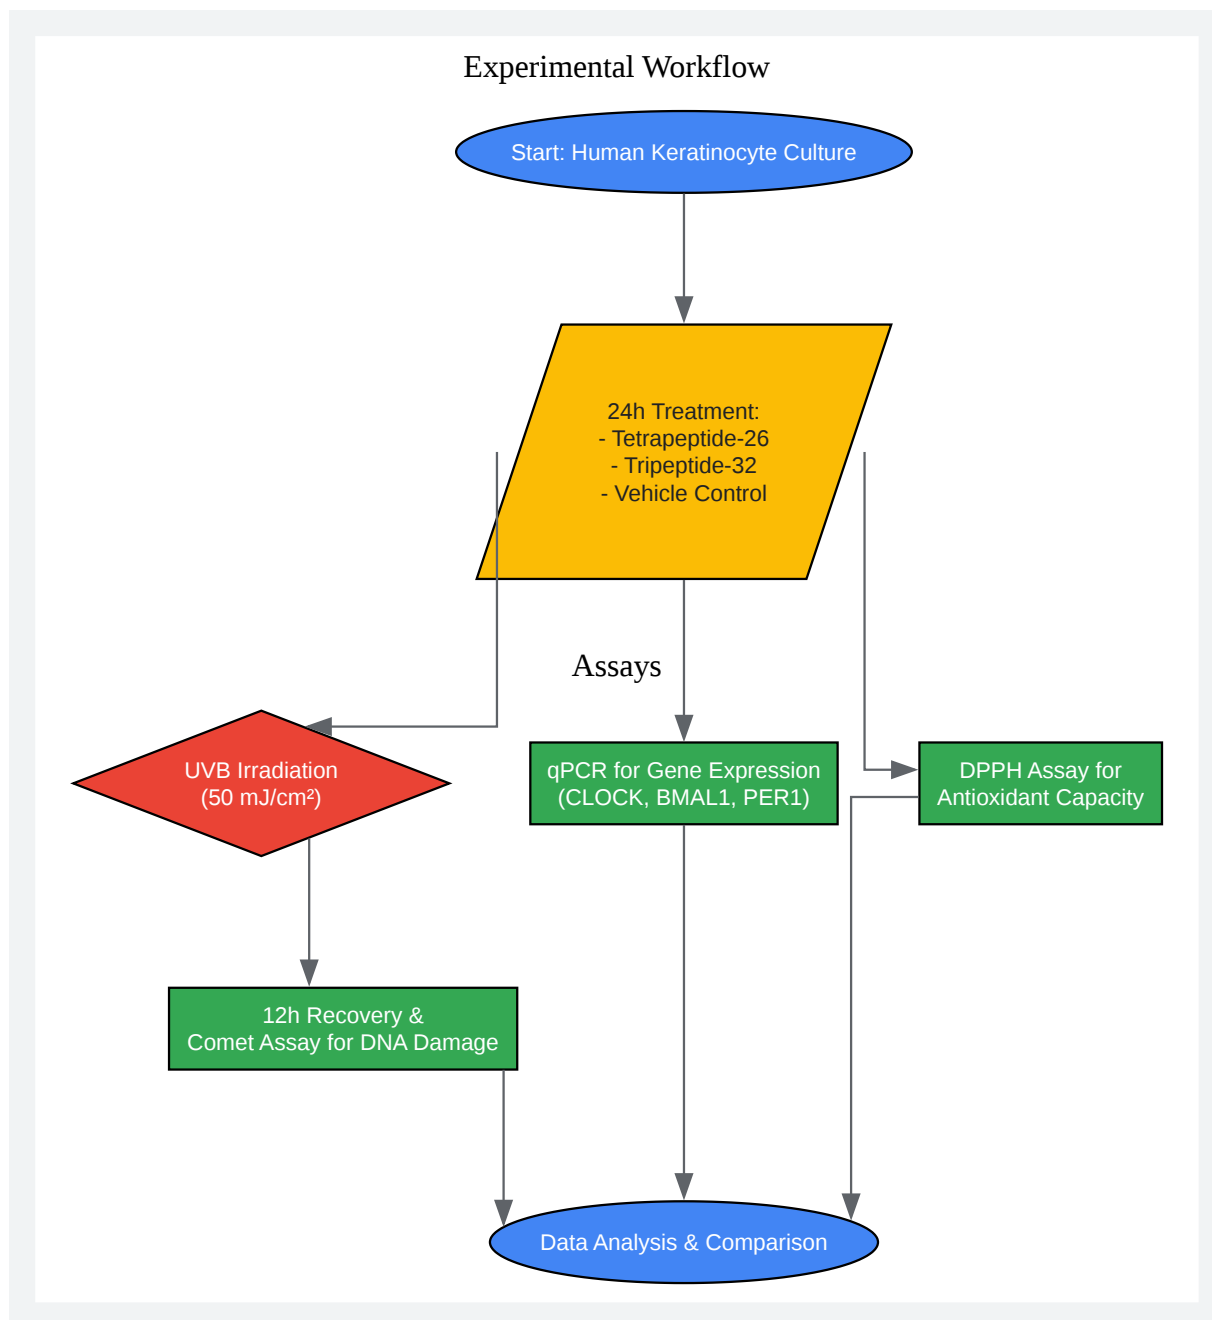 Experimental Workflow
Start: Human Keratinocyte Culture
24h Treatment:
- Tetrapeptide-26
- Tripeptide-32
- Vehicle Control
Assays
UVB Irradiation
(50 mJ/cm²)
qPCR for Gene Expression
(CLOCK, BMAL1, PER1)
DPPH Assay for
Antioxidant Capacity
12h Recovery &
Comet Assay for DNA Damage
Data Analysis & Comparison